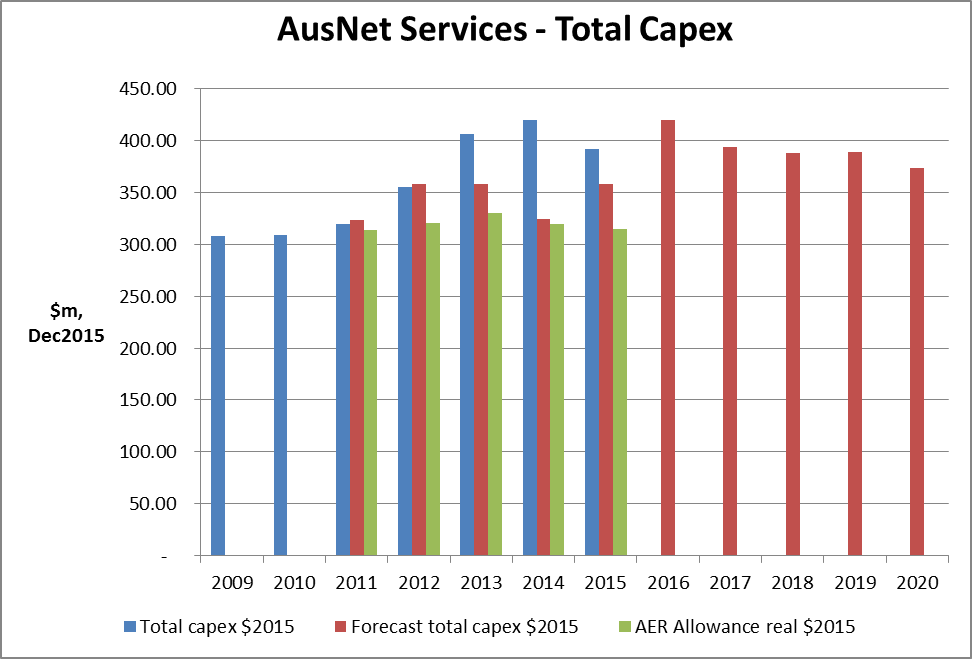 AusNet Services - Total Capex
450.00
400.00
350.00
300.00
250.00
200.00
150.00
100.00
50.00
-
$m,
Dec2015
2009 2010 2011 2012 2013 2014 2015 2016 2017 2018 2019 2020
Total capex $2015 Forecast total capex $2015 AER Allowance real $2015